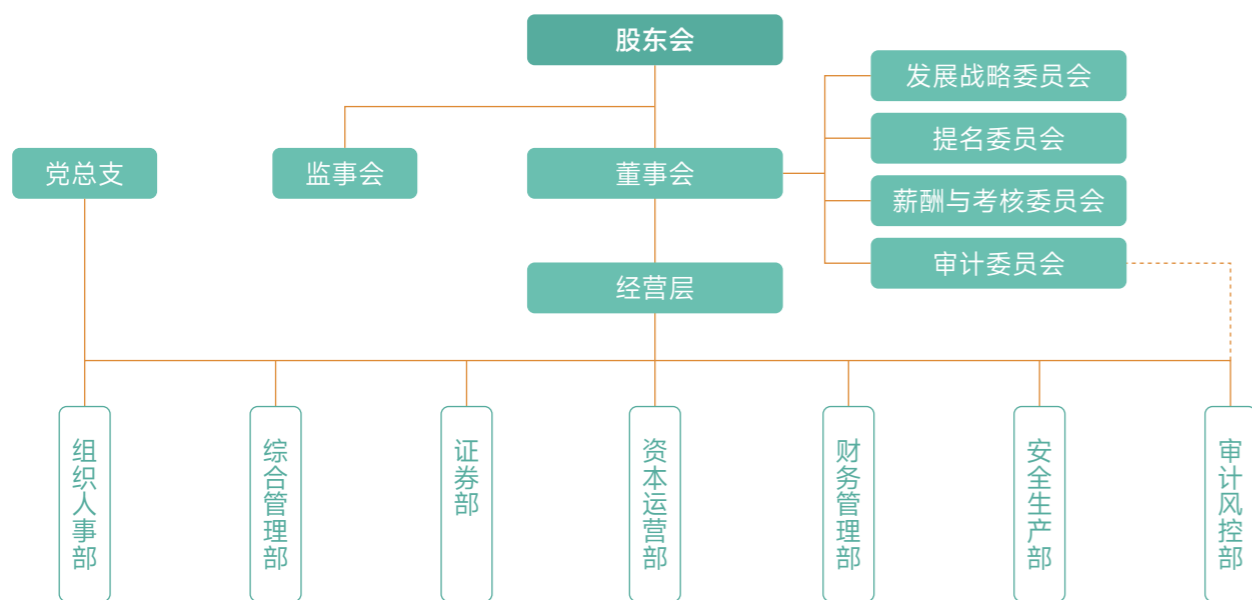 股东会
发展战略委员会
提名委员会
党总支
监事会
董事会
薪酬与考核委员会
审计委员会
经营层
组织人事部
综合管理部
证券部
资本运营部
财务管理部
安全生产部
审计风控部